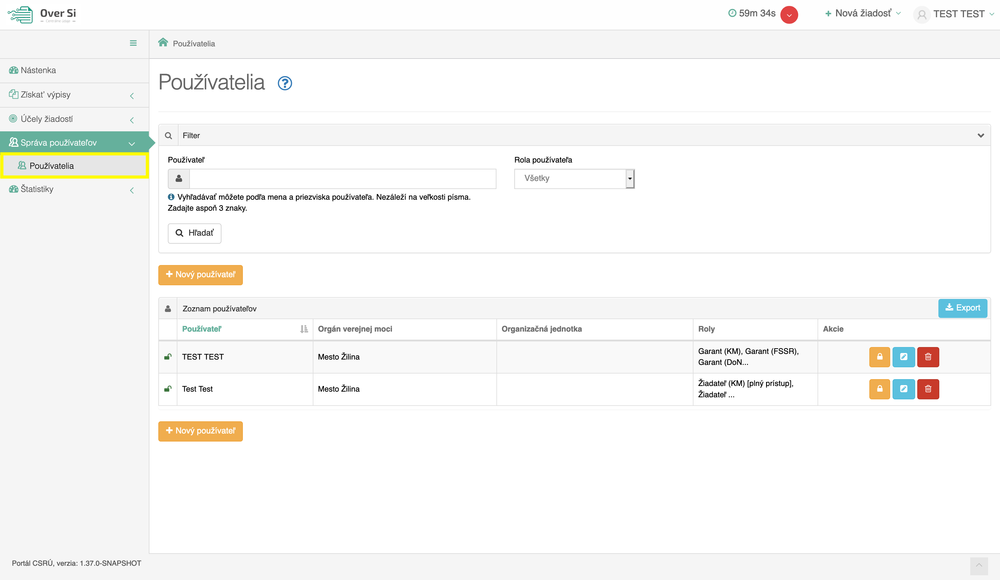 Over Si
Centrálne údaje
59m 34s
Nová žiadosť
TEST TEST
Používatelia
Nástenka
Získať výpisy
Účely žiadostí
Správa používateľov
Používatelia
Štatistiky
Používatelia
Filter
Používateľ
Rola používateľa
Všetky
Vyhľadávať môžete podľa mena a priezviska používateľa. Nezáleží na veľkosti písma.
Zadajte aspoň 3 znaky.
Hľadať
Nový používateľ
Zoznam používateľov
Export
Používateľ Orgán verejnej moci Organizačná jednotka Roly Akcie
TEST TEST Mesto Žilina Garant (KM), Garant (FSSR),
Garant (DoN...
Test Test Mesto Žilina Žiadateľ (KM) [plný prístup],
Žiadateľ ...
Nový používateľ
Portál CSRÚ, verzia: 1.37.0-SNAPSHOT